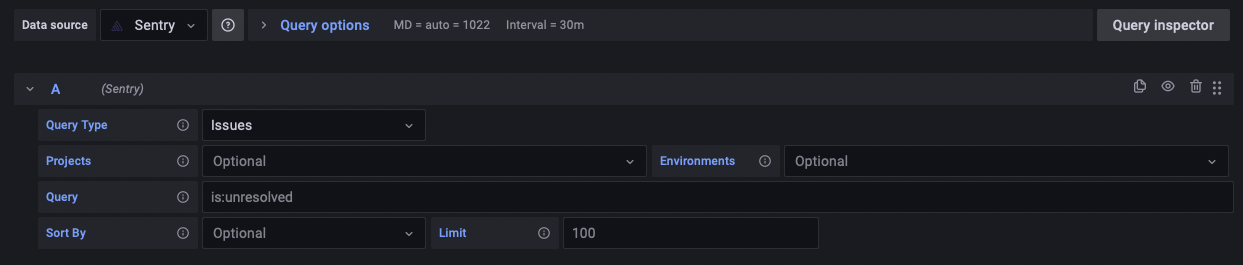 Data source Sentry Query options MD = auto = 1022 Interval = 30m Query inspector
A (Sentry)
Query Type Issues
Projects Optional Environments Optional
Query is:unresolved
Sort By Optional Limit 100